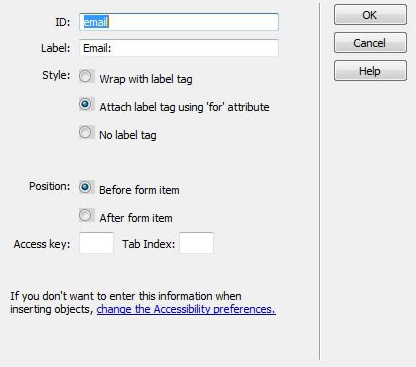 ID: email
Label: Email:
Style: Wrap with label tag
Attach label tag using 'for' attribute
No label tag
Position: Before form item
After form item
Access key: Tab Index:
If you don't want to enter this information when
inserting objects, change the Accessibility preferences.
OK
Cancel
Help